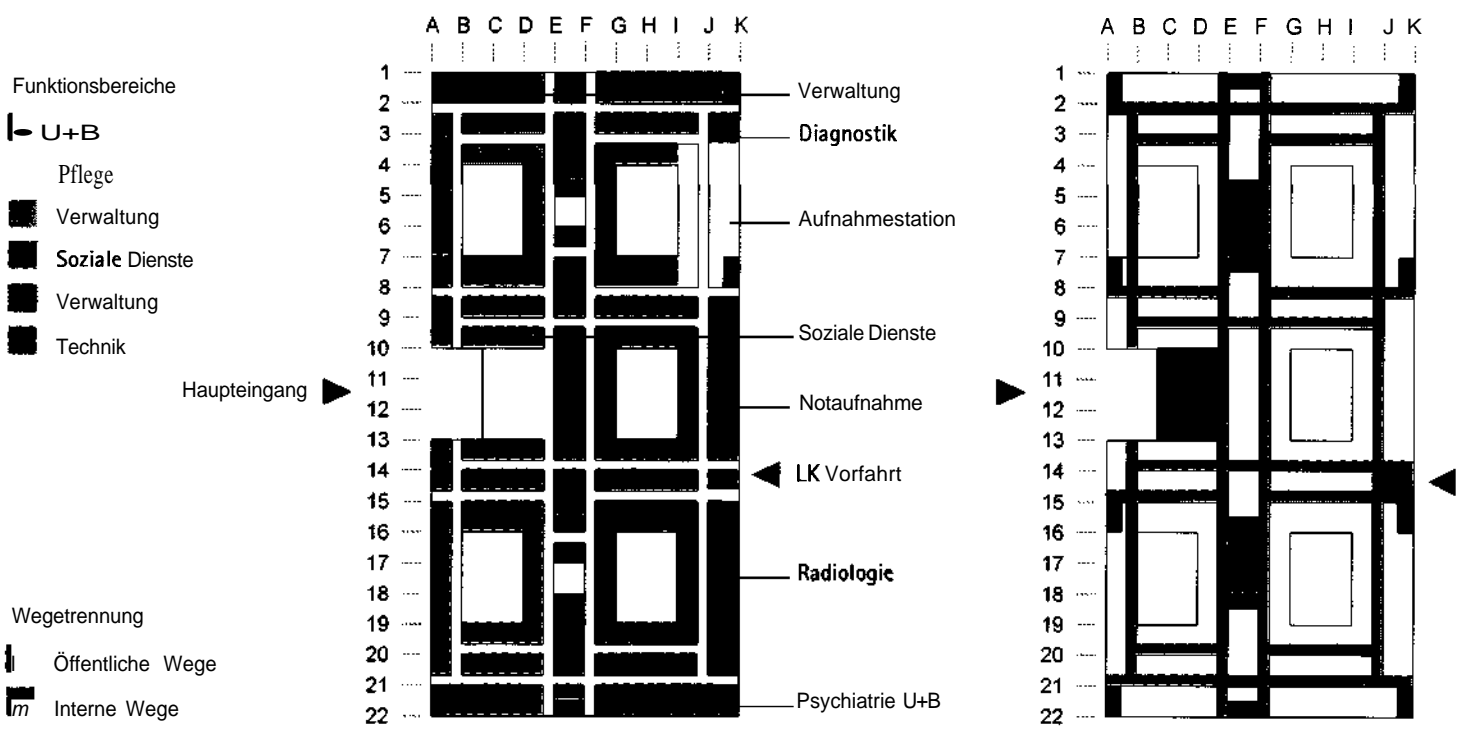 Funktionsbereiche
U+B
Pflege
Verwaltung
Soziale Dienste
Verwaltung
Technik
Haupteingang
Wegetrennung
Öffentliche Wege
Interne Wege
A B C D E F G H I J K
1
2
3
4
5
6
7
8
9
10
11
12
13
14
15
16
17
18
19
20
21
22
Verwaltung
Diagnostik
Aufnahmestation
Soziale Dienste
Notaufnahme
LK Vorfahrt
Radiologie
Psychiatrie U+B
A B C D E F G H I J K
1
2
3
4
5
6
7
8
9
10
11
12
13
14
15
16
17
18
19
20
21
22